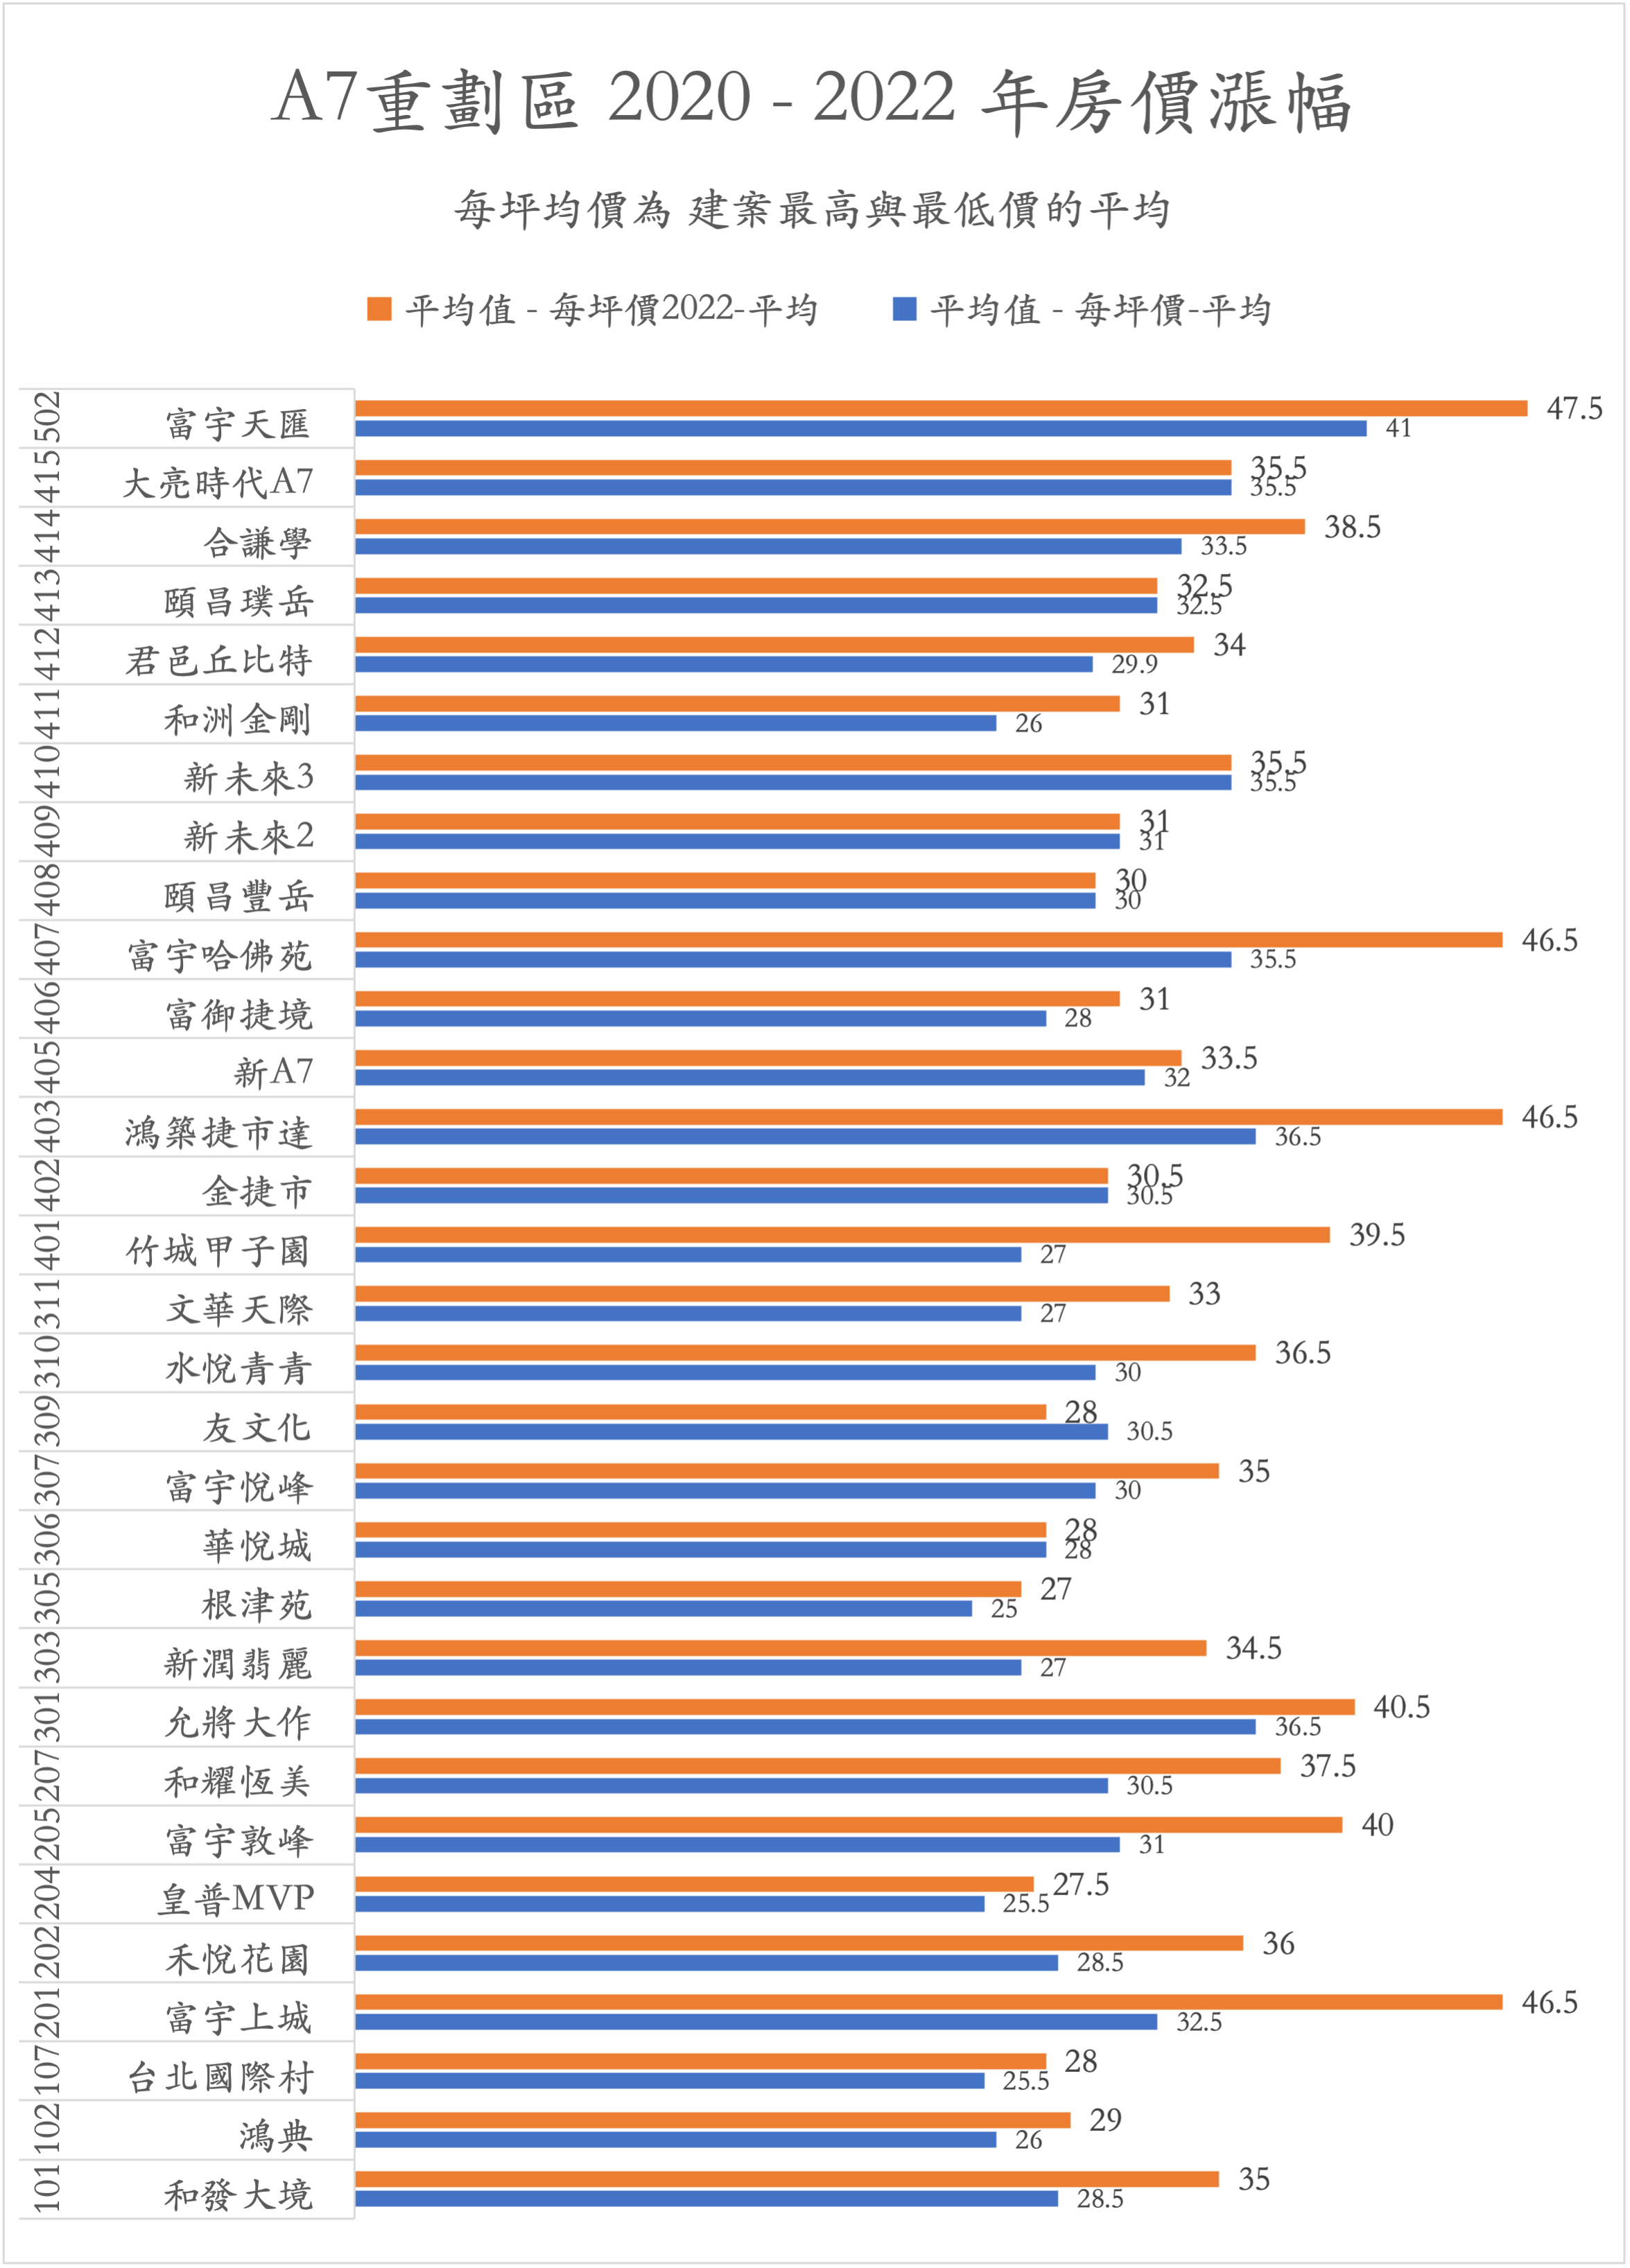 A7重劃區 2020 - 2022 年房價漲幅
每坪均價為 建案最高與最低價的平均
平均值 - 每坪價2022-平均 平均值 - 每坪價-平均
502 富宇天匯 47.5 41
415 大亮時代A7 35.5 35.5
414 合謙學 38.5 33.5
413 頤昌璞岳 32.5 32.5
412 君邑丘比特 34 29.9
411 和洲金剛 31 26
410 新未來3 35.5 35.5
409 新未來2 31 31
408 頤昌豐岳 30 30
407 富宇哈佛苑 46.5 35.5
406 富御捷境 31 28
405 新A7 33.5 32
403 鴻築捷市達 46.5 36.5
402 金捷市 30.5 30.5
401 竹城甲子園 39.5 27
311 文華天際 33 27
310 水悅青青 36.5 30
309 友文化 28 30.5
307 富宇悅峰 35 30
306 華悅城 28 28
305 根津苑 27 25
303 新潤翡麗 34.5 27
301 允將大作 40.5 36.5
207 和耀恆美 37.5 30.5
205 富宇敦峰 40 31
204 皇普MVP 27.5 25.5
202 禾悅花園 36 28.5
201 富宇上城 46.5 32.5
107 台北國際村 28 25.5
102 鴻典 29 26
101 和發大境 35 28.5